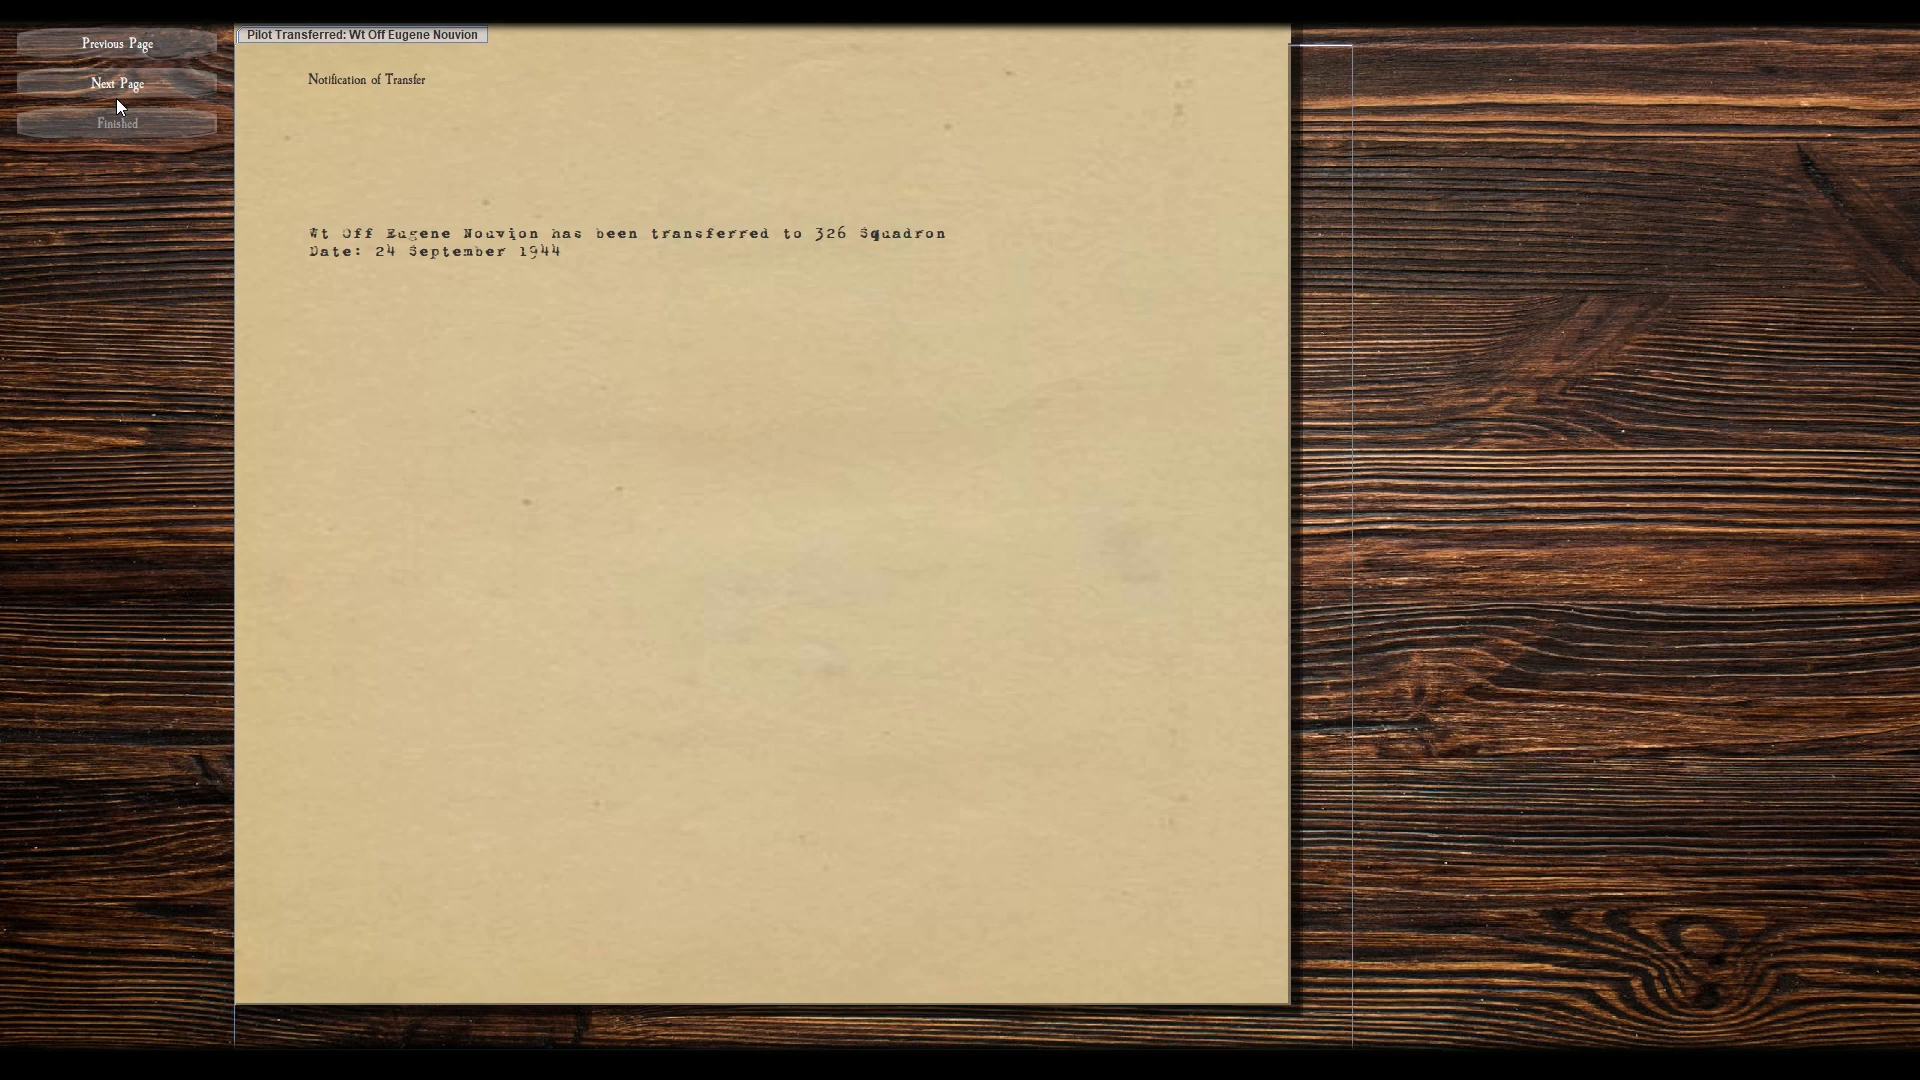 Previous Page
Next Page
Finished
Pilot Transferred: Wt Off Eugene Nouvion
Notification of Transfer
Wt Off Eugene Nouvion has been transferred to 326 Squadron
Date: 24 September 1944